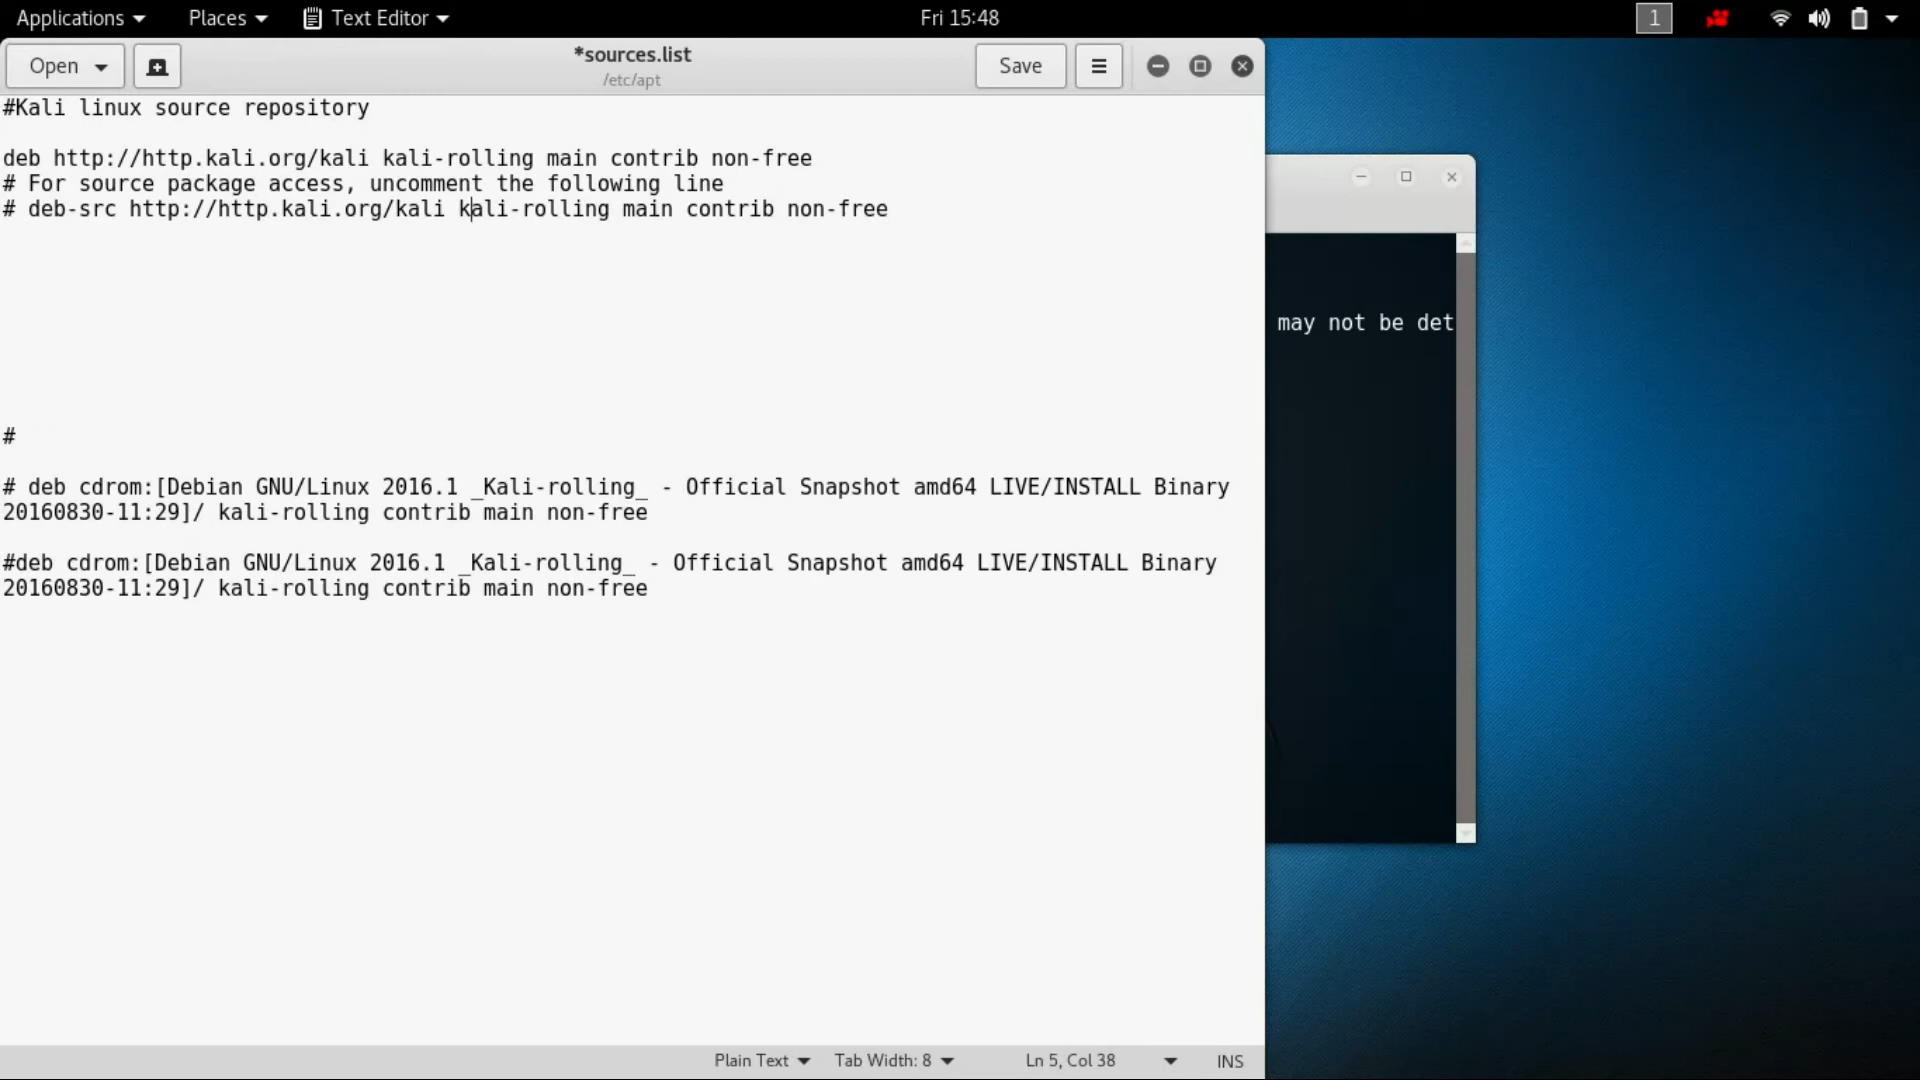 Applications Places Text Editor Fri 15:48 1
Open *sources.list Save
/etc/apt
#Kali linux source repository
deb http://http.kali.org/kali kali-rolling main contrib non-free
# For source package access, uncomment the following line
# deb-src http://http.kali.org/kali kali-rolling main contrib non-free
may not be det
#
# deb cdrom:[Debian GNU/Linux 2016.1 _Kali-rolling_ - Official Snapshot amd64 LIVE/INSTALL Binary
20160830-11:29]/ kali-rolling contrib main non-free
#deb cdrom:[Debian GNU/Linux 2016.1 _Kali-rolling_ - Official Snapshot amd64 LIVE/INSTALL Binary
20160830-11:29]/ kali-rolling contrib main non-free
Plain Text Tab Width: 8 Ln 5, Col 38 INS